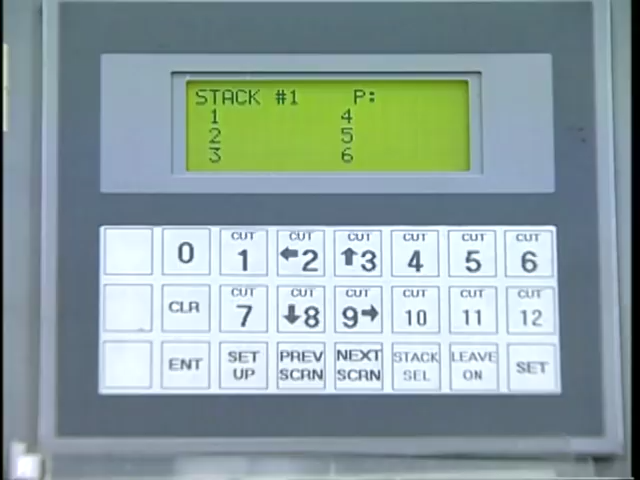 STACK #1 P:
1 4
2 5
3 6
0 CUT 1 CUT ←2 CUT ↑3 CUT 4 CUT 5 CUT 6
CLR CUT 7 CUT ↓8 CUT 9→ CUT 10 CUT 11 CUT 12
ENT SET UP PREV SCRN NEXT SCRN STACK SEL LEAVE ON SET